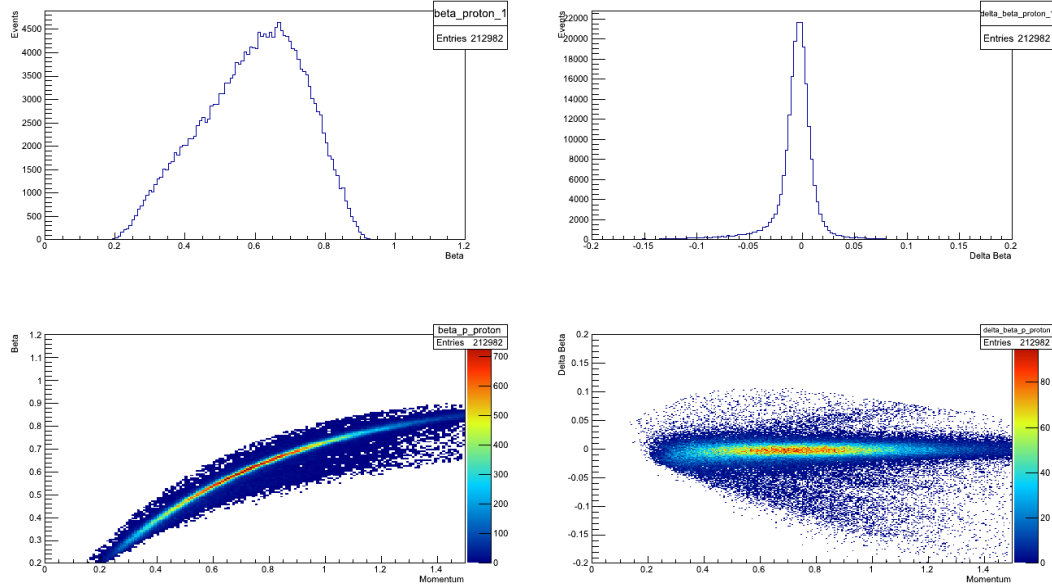 beta_proton_1
Entries 212982
Events
4500
4000
3500
3000
2500
2000
1500
1000
500
0
0 0.2 0.4 0.6 0.8 1 1.2
Beta
delta_beta_proton_1
Entries 212982
Events
22000
20000
18000
16000
14000
12000
10000
8000
6000
4000
2000
0
-0.2 -0.15 -0.1 -0.05 0 0.05 0.1 0.15 0.2
Delta Beta
beta_p_proton
Entries 212982
Beta
1.2
1.1
1
0.9
0.8
0.7
0.6
0.5
0.4
0.3
0.2
0 0.2 0.4 0.6 0.8 1 1.2 1.4
Momentum
700
600
500
400
300
200
100
0
delta_beta_p_proton
Entries 212982
Delta Beta
0.2
0.15
0.1
0.05
0
-0.05
-0.1
-0.15
-0.2
0 0.2 0.4 0.6 0.8 1 1.2 1.4
Momentum
80
60
40
20
0